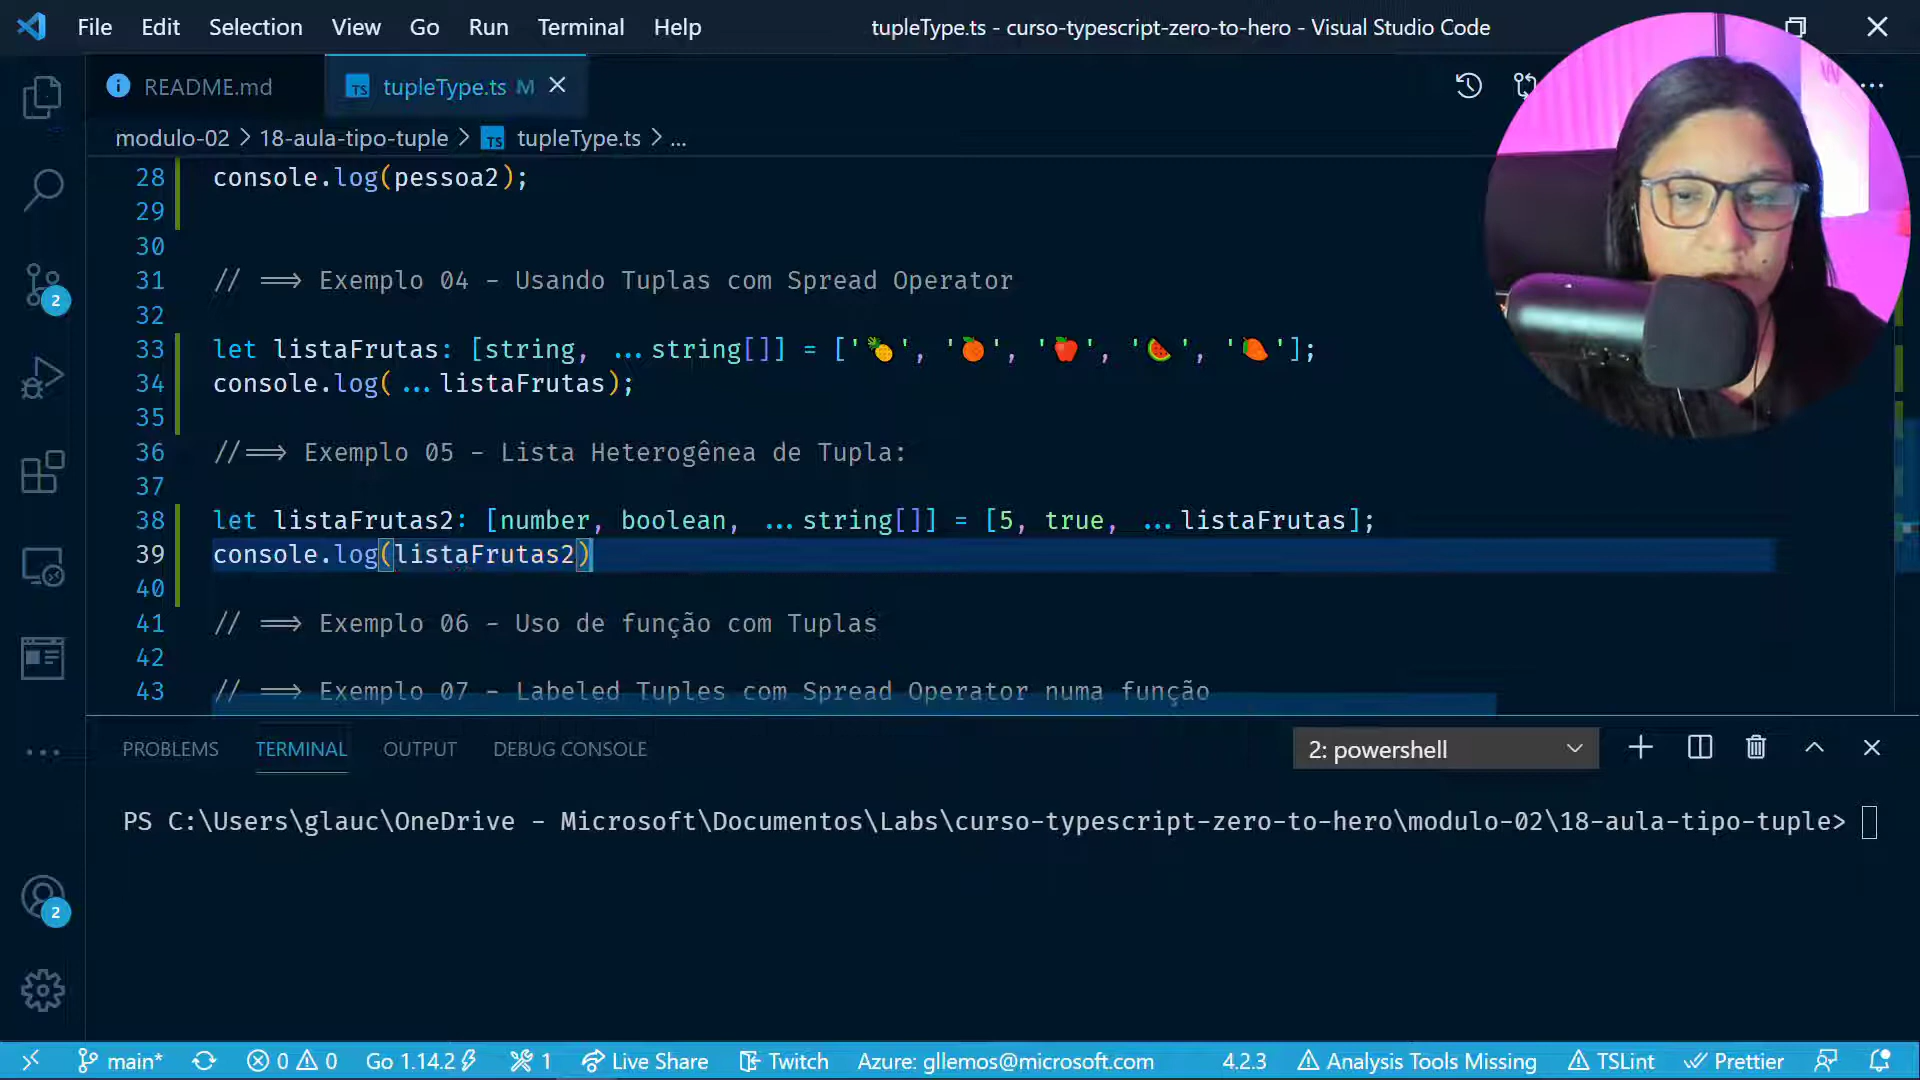 File Edit Selection View Go Run Terminal Help tupleType.ts - curso-typescript-zero-to-hero - Visual Studio Code
README.md TS tupleType.ts M
modulo-02 > 18-aula-tipo-tuple > TS tupleType.ts > ...
28 console.log(pessoa2);
29
30
31 // ==> Exemplo 04 - Usando Tuplas com Spread Operator
32
33 let listaFrutas: [string, ...string[]] = ['🍍', '🍊', '🍎', '🍉', '🥭'];
34 console.log(...listaFrutas);
35
36 //==> Exemplo 05 - Lista Heterogênea de Tupla:
37
38 let listaFrutas2: [number, boolean, ...string[]] = [5, true, ...listaFrutas];
39 console.log(listaFrutas2)
40
41 // ==> Exemplo 06 - Uso de função com Tuplas
42
43 // ==> Exemplo 07 - Labeled Tuples com Spread Operator numa função
2
2
PROBLEMS TERMINAL OUTPUT DEBUG CONSOLE 2: powershell
PS C:\Users\glauc\OneDrive - Microsoft\Documentos\Labs\curso-typescript-zero-to-hero\modulo-02\18-aula-tipo-tuple>
main* 0 0 Go 1.14.2 1 Live Share Twitch Azure: gllemos@microsoft.com 4.2.3 Analysis Tools Missing TSLint Prettier